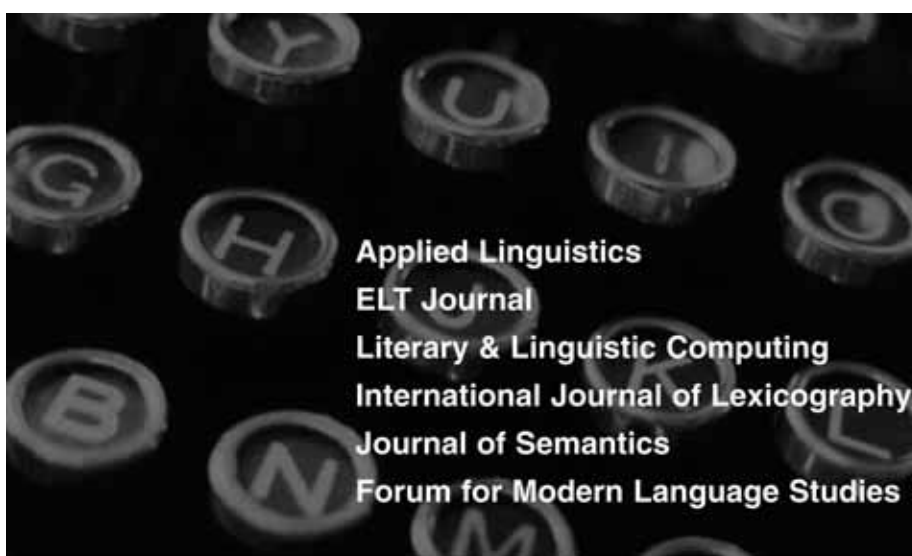 Y
U
I
G
H
O
Applied Linguistics
ELT Journal
J
Literary & Linguistic Computing
K
International Journal of Lexicography
B
L
Journal of Semantics
N
Forum for Modern Language Studies
M